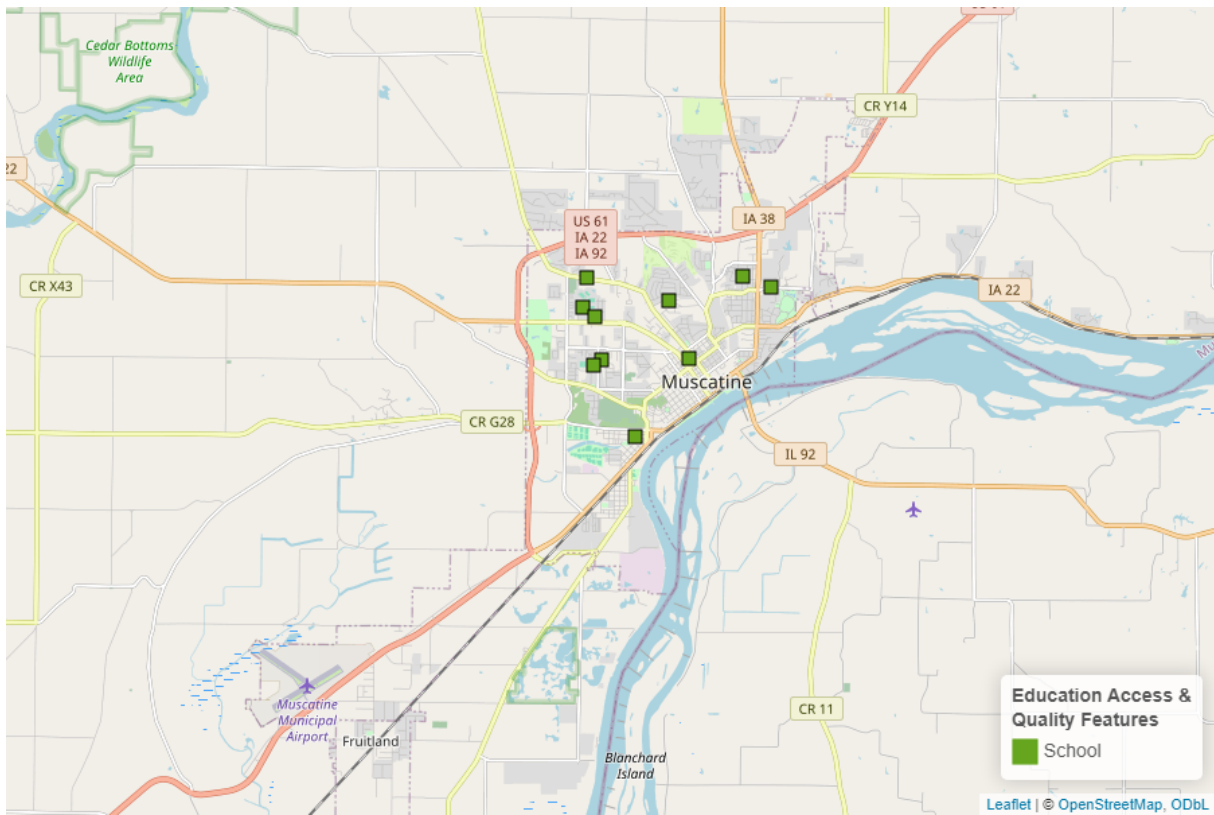 Cedar Bottoms
Wildlife
Area
CR Y14
22
US 61
IA 22
IA 92
IA 38
CR X43
IA 22
Muscatine
CR G28
IL 92
Muscatine
Municipal
Airport
Fruitland
CR 11
Blanchard
Island
Education Access &
Quality Features
School
Leaflet | © OpenStreetMap, ODbL